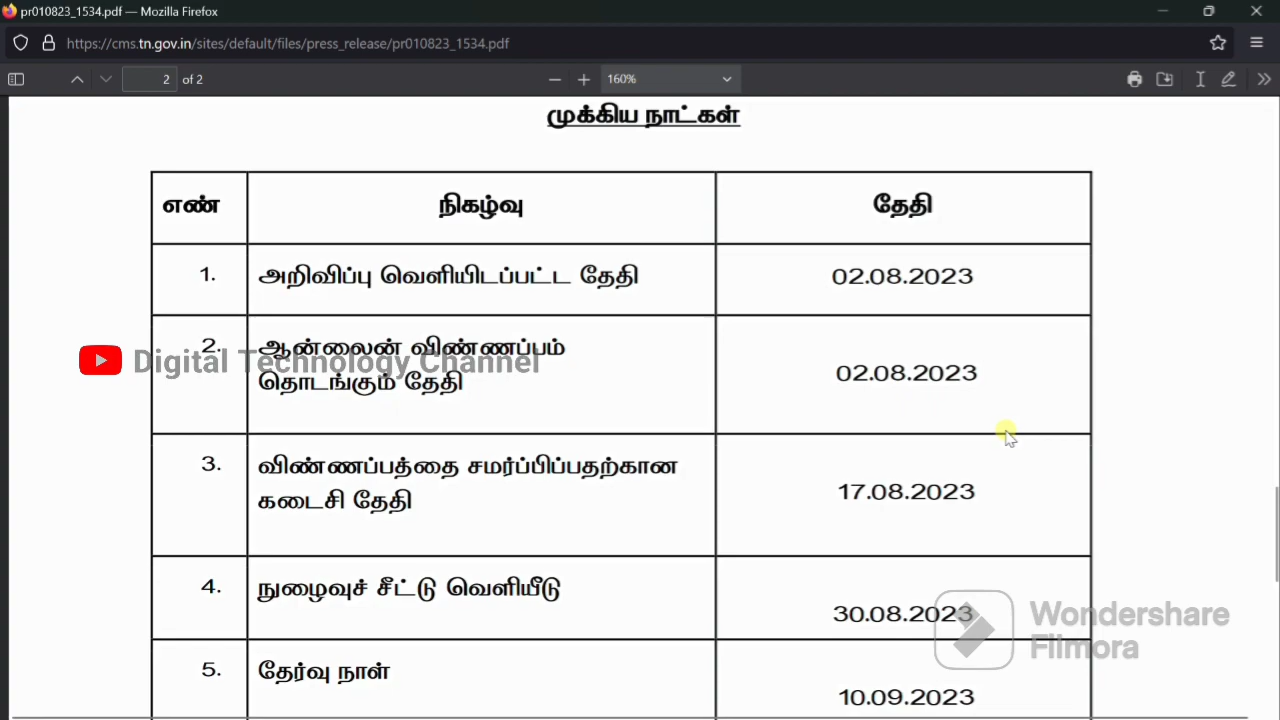 pr010823_1534.pdf — Mozilla Firefox
https://cms.tn.gov.in/sites/default/files/press_release/pr010823_1534.pdf
2 of 2
160%
முக்கிய நாட்கள்
எண் நிகழ்வு தேதி
1. அறிவிப்பு வெளியிடப்பட்ட தேதி 02.08.2023
2. ஆன்லைன் விண்ணப்பம்
தொடங்கும் தேதி
02.08.2023
Digital Technology Channel
3. விண்ணப்பத்தை சமர்ப்பிப்பதற்கான
கடைசி தேதி
17.08.2023
4. நுழைவுச் சீட்டு வெளியீடு
30.08.2023
Wondershare
Filmora
5. தேர்வு நாள்
10.09.2023